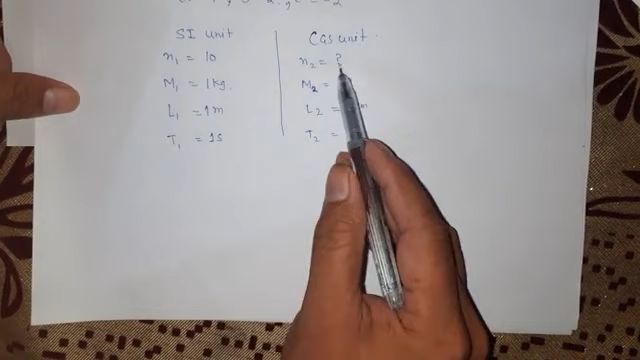 SI unit
n₁ = 10
M₁ = 1kg.
L₁ = 1m
T₁ = 1s
CGS unit
n₂ = ?
M₂ =
L₂ = m
T₂ =